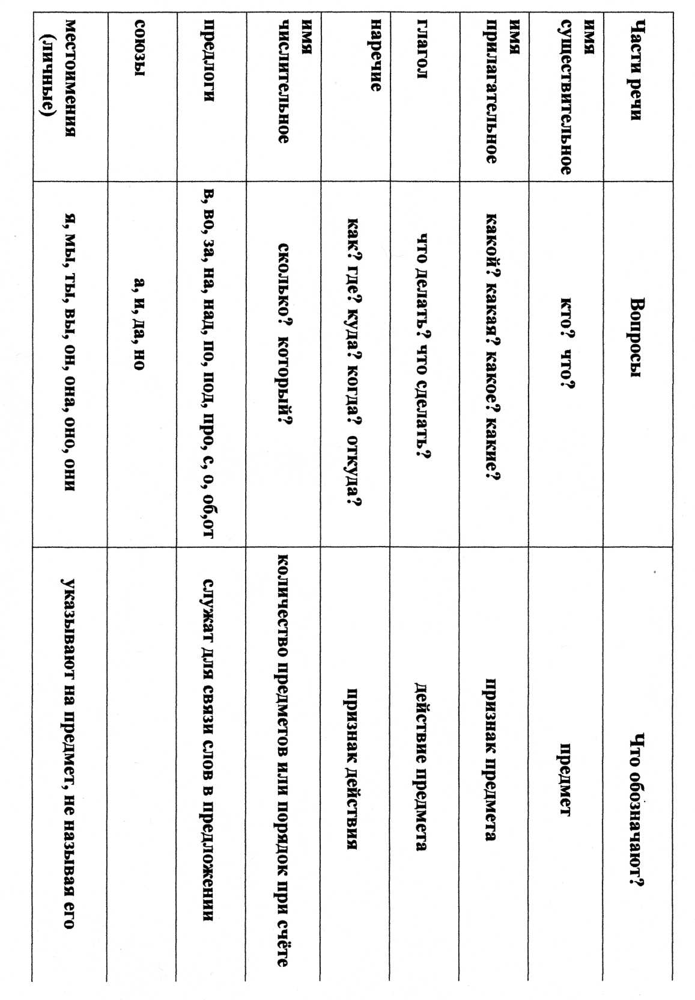 Части речи
Вопросы
Что обозначают?
имя
существительное
кто? что?
предмет
имя
прилагательное
какой? какая? какое? какие?
признак предмета
глагол
что делать? что сделать?
действие предмета
наречие
как? где? куда? когда? откуда?
признак действия
имя
числительное
сколько? который?
количество предметов или порядок при счёте
предлоги
в, во, за, на, над, по, под, про, с, о, об,от
служат для связи слов в предложении
союзы
а, и, да, но
местоимения
(личные)
я, мы, ты, вы, он, она, оно, они
указывают на предмет, не называя его